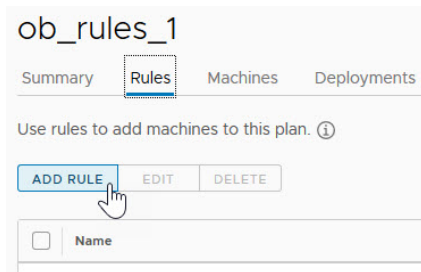 ob_rules_1
Summary Rules Machines Deployments
Use rules to add machines to this plan.
ADD RULE EDIT DELETE
Name